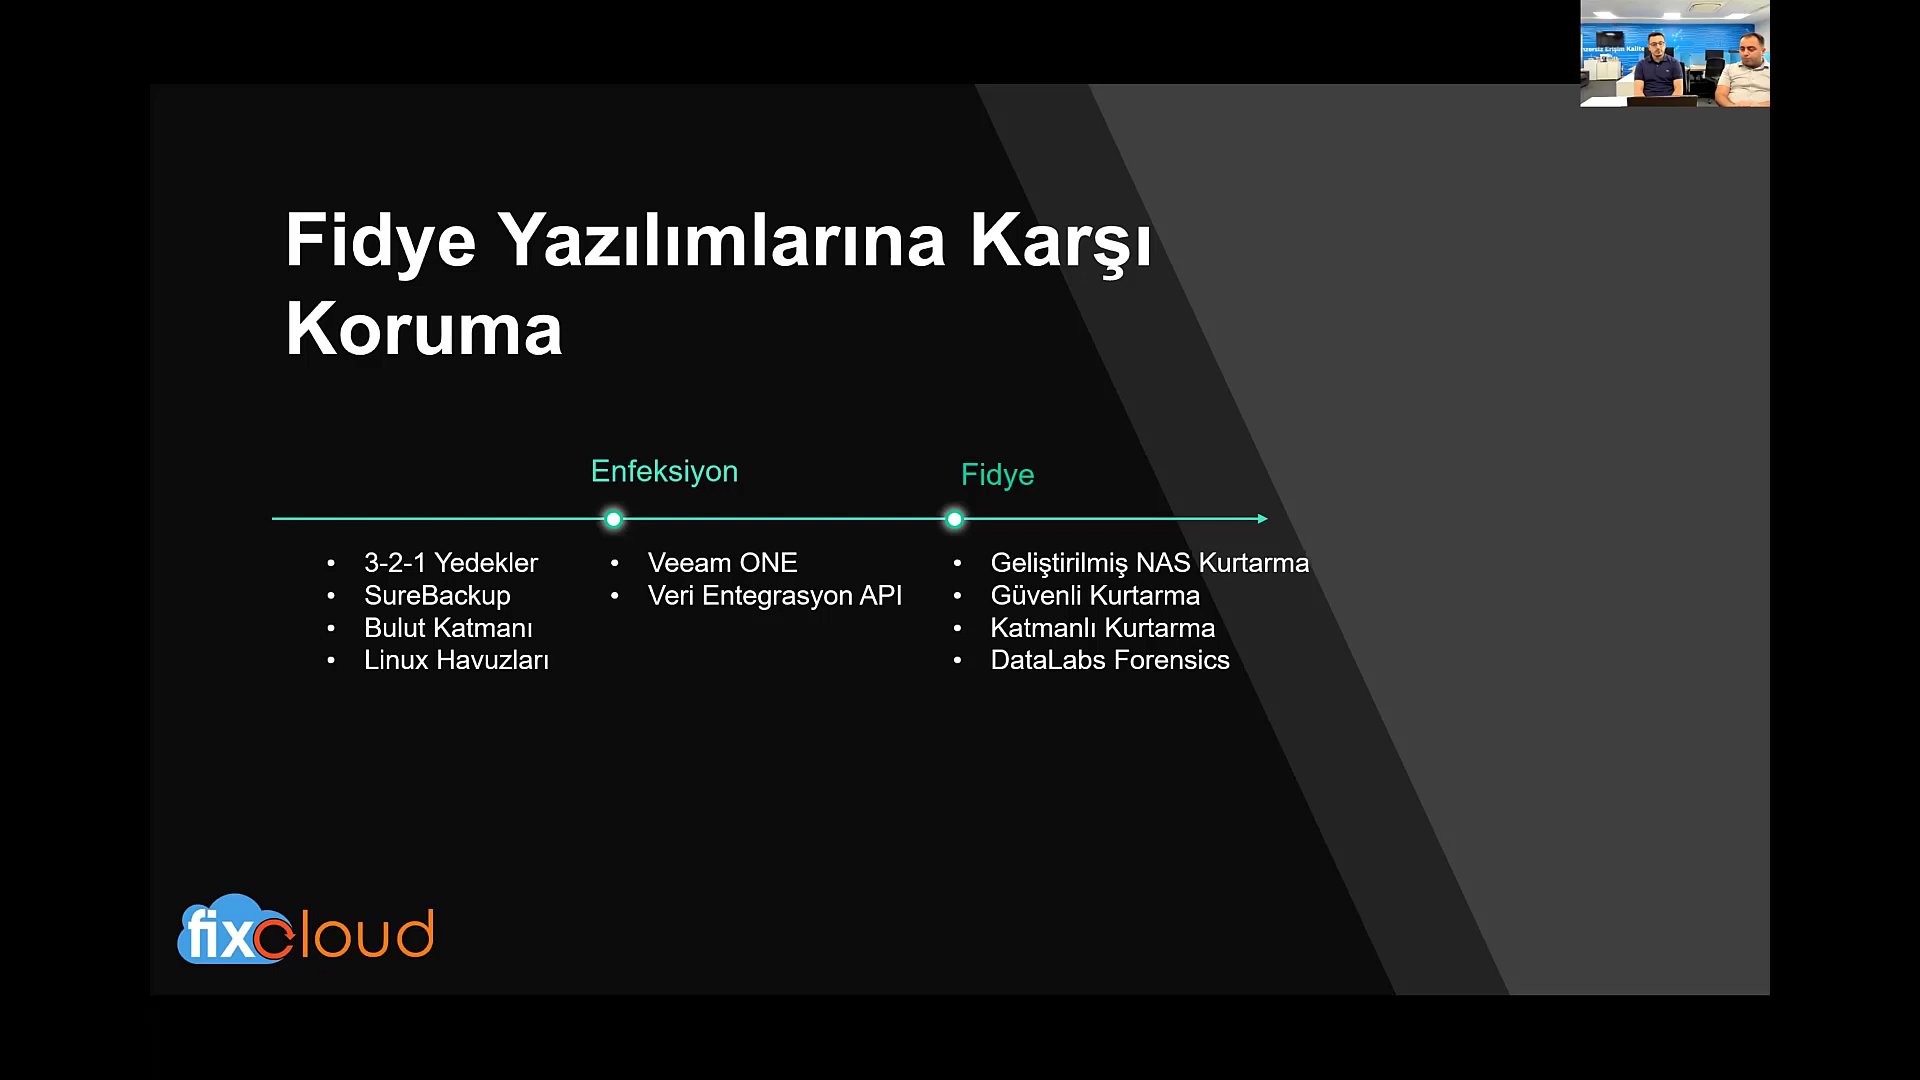 Fidye Yazılımlarına Karşı
Koruma
Enfeksiyon
Fidye
3-2-1 Yedekler
SureBackup
Bulut Katmanı
Linux Havuzları
Veeam ONE
Veri Entegrasyon API
Geliştirilmiş NAS Kurtarma
Güvenli Kurtarma
Katmanlı Kurtarma
DataLabs Forensics
fixcloud
Erişim